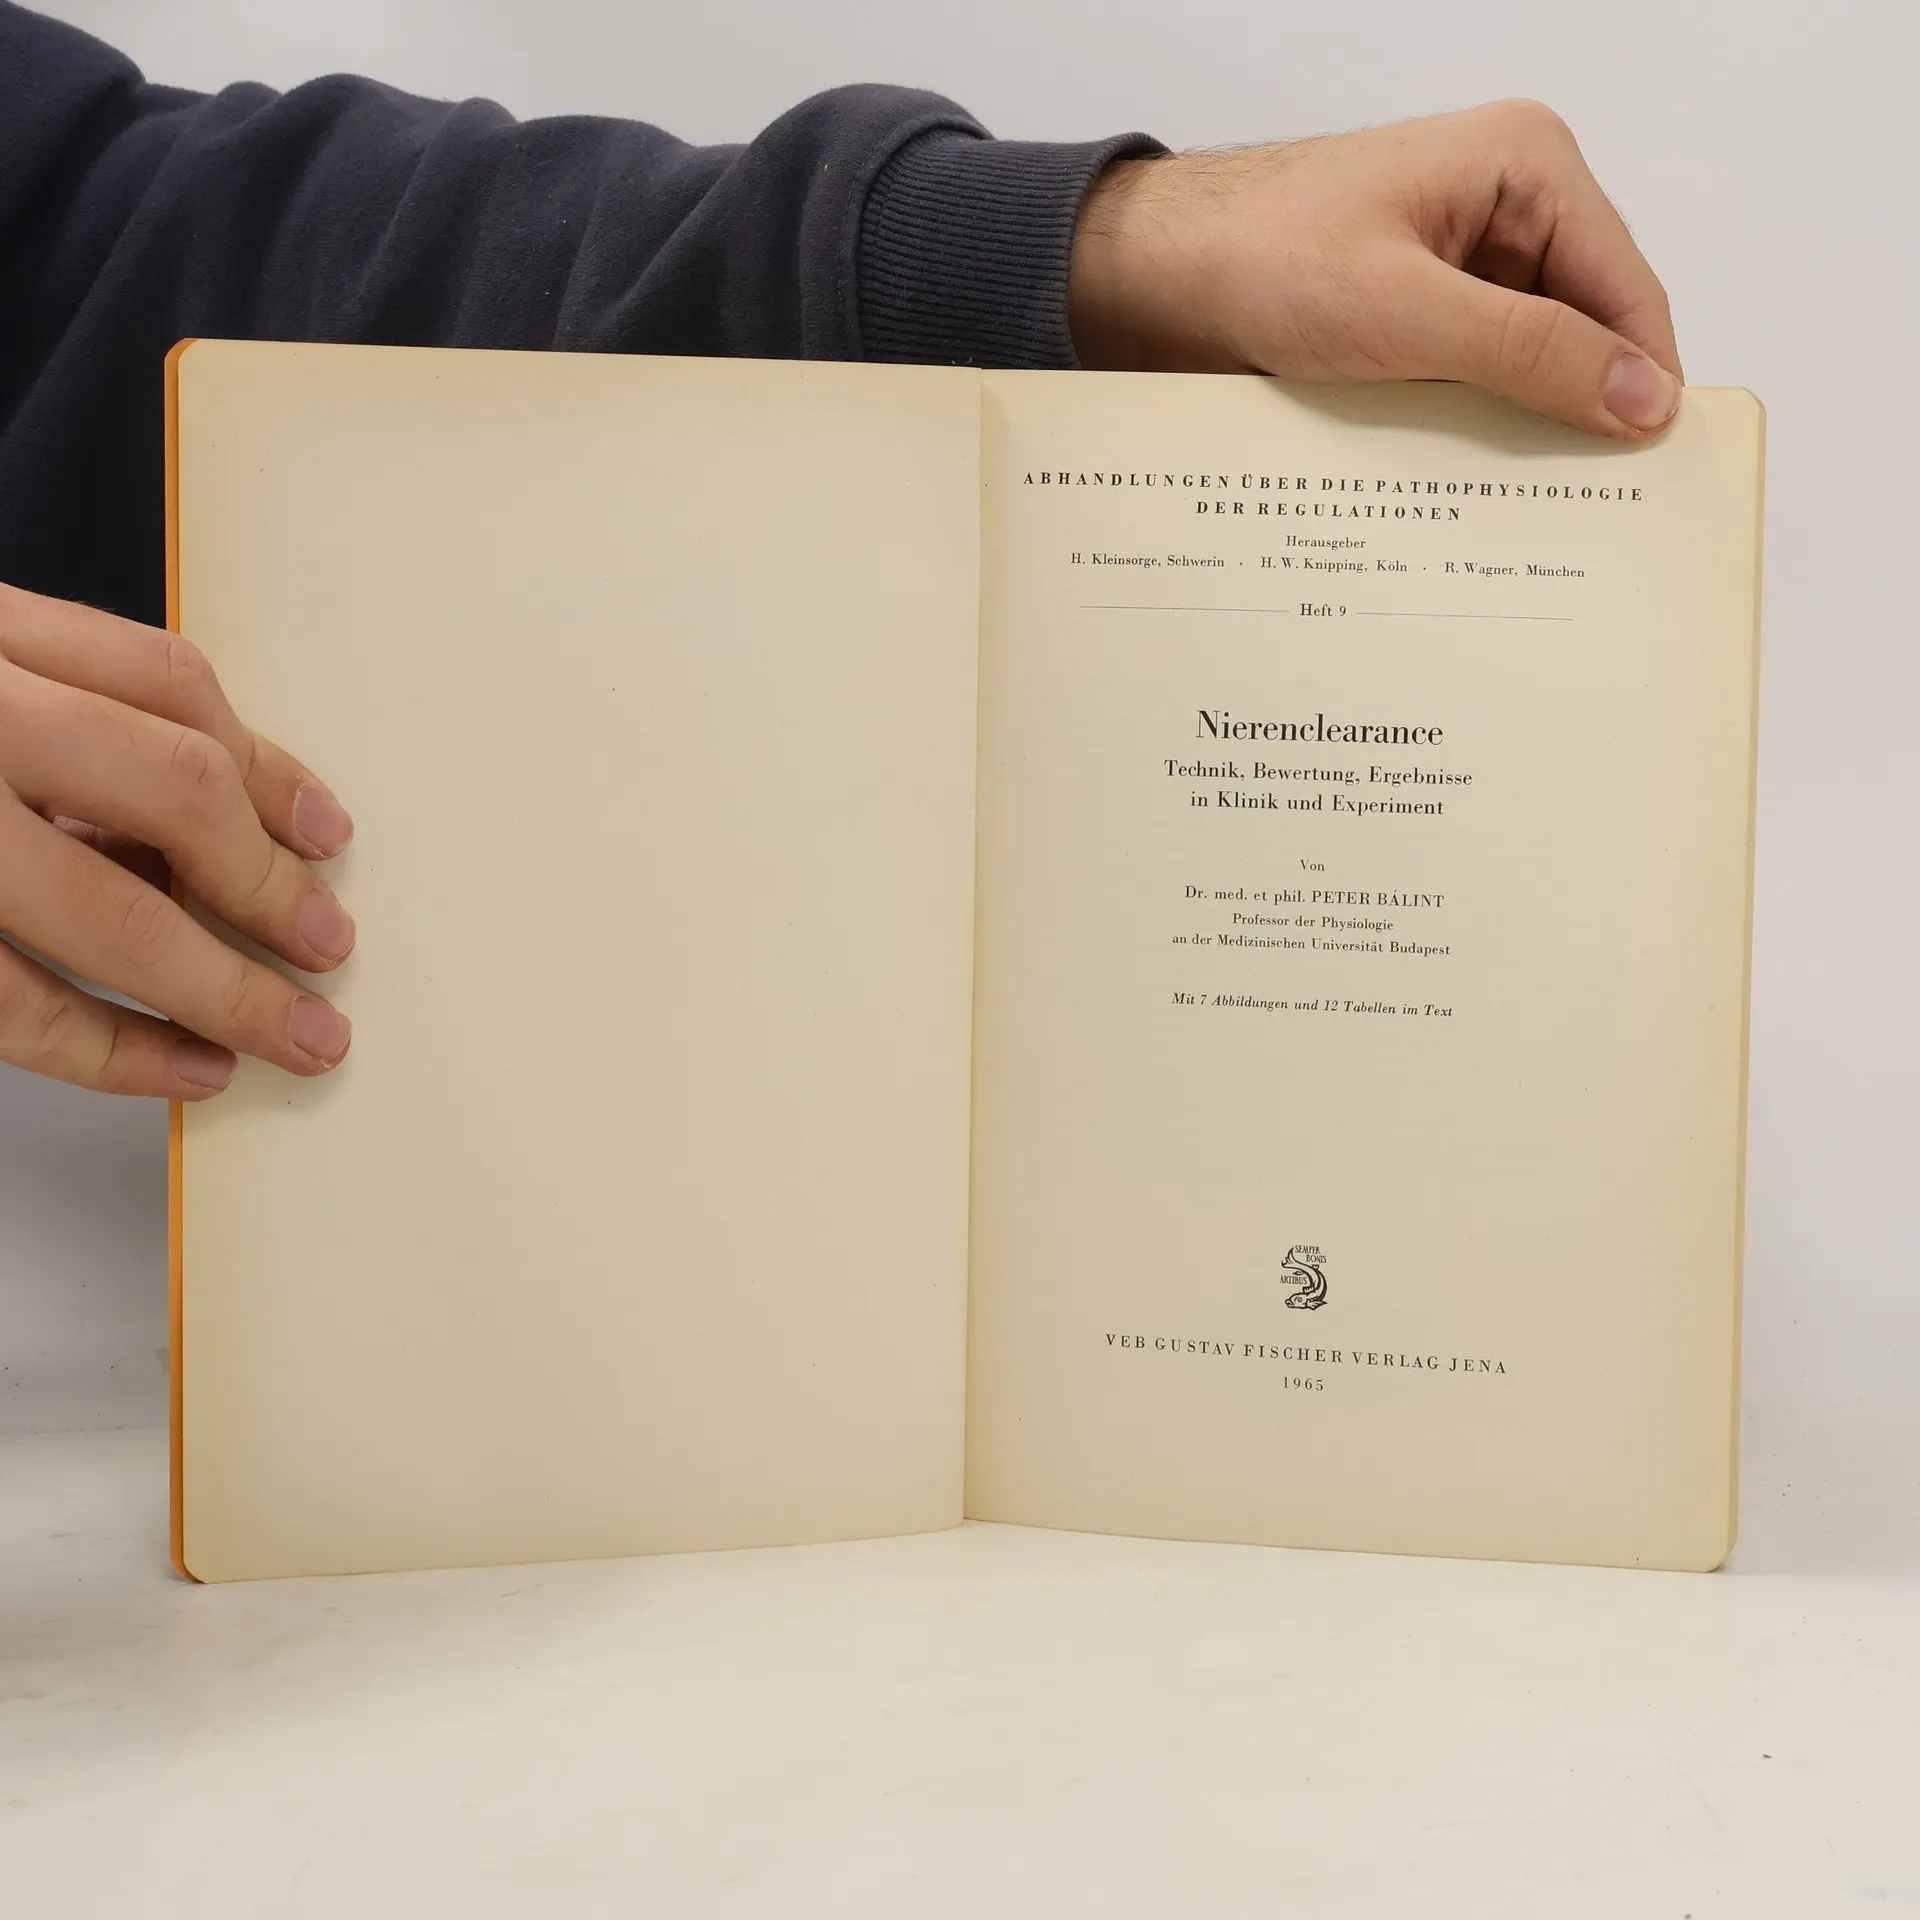 ABHANDLUNGEN ÜBER DIE PATHOPHYSIOLOGIE
DER REGULATIONEN
Herausgeber
H. Kleinsorge, Schwerin · H. W. Knipping, Köln · R. Wagner, München
Heft 9
Nierenclearance
Technik, Bewertung, Ergebnisse
in Klinik und Experiment
Von
Dr. med. et phil. PETER BÁLINT
Professor der Physiologie
an der Medizinischen Universität Budapest
Mit 7 Abbildungen und 12 Tabellen im Text
SEMPER
BONIS
ARTIBUS
VEB GUSTAV FISCHER VERLAG JENA
1965